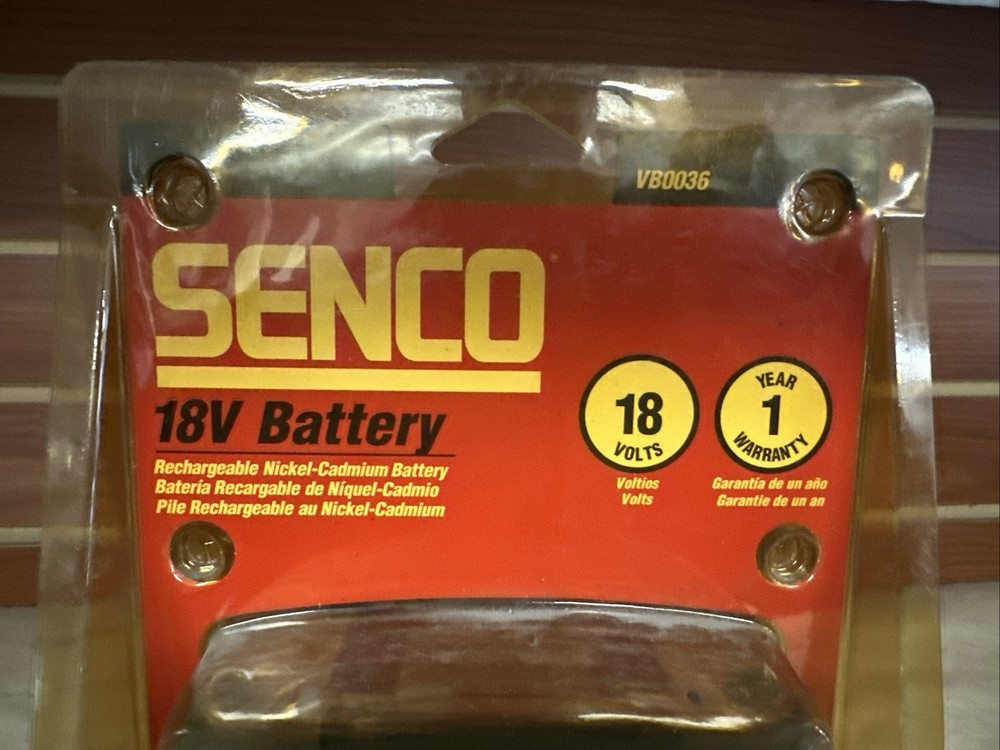 VB0036
SENCO
18V Battery
Rechargeable Nickel-Cadmium Battery
Batería Recargable de Níquel-Cadmio
Pile Rechargeable au Nickel-Cadmium
18
VOLTS
Voltios
Volts
YEAR
1
WARRANTY
Garantía de un año
Garantie de un an